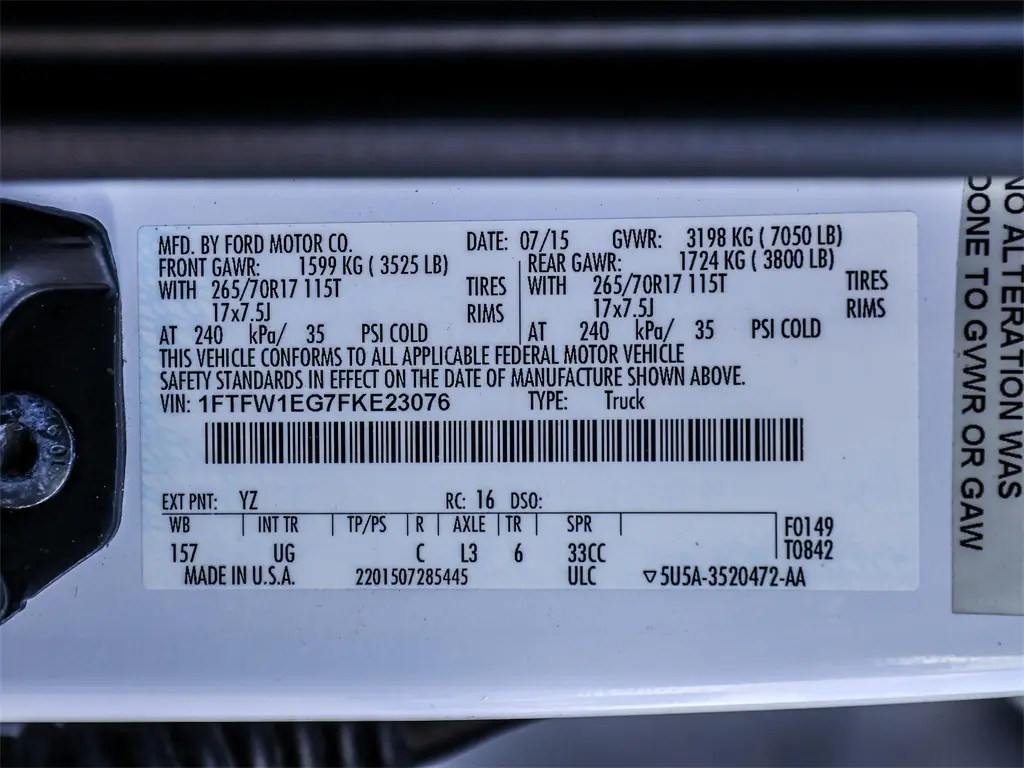 MFD. BY FORD MOTOR CO. DATE: 07/15 GVWR: 3198 KG ( 7050 LB)
FRONT GAWR: 1599 KG ( 3525 LB) REAR GAWR: 1724 KG ( 3800 LB)
WITH 265/70R17 115T TIRES WITH 265/70R17 115T TIRES
17x7.5J RIMS 17x7.5J RIMS
AT 240 kPa/ 35 PSI COLD AT 240 kPa/ 35 PSI COLD
THIS VEHICLE CONFORMS TO ALL APPLICABLE FEDERAL MOTOR VEHICLE
SAFETY STANDARDS IN EFFECT ON THE DATE OF MANUFACTURE SHOWN ABOVE.
VIN: 1FTFW1EG7FKE23076 TYPE: Truck
EXT PNT: YZ RC: 16 DSO:
WB INT TR TP/PS R AXLE TR SPR F0149
157 UG C L3 6 33CC T0842
MADE IN U.S.A. 2201507285445 ULC ▽5U5A-3520472-AA
NO ALTERATION WAS
DONE TO GVWR OR GAW